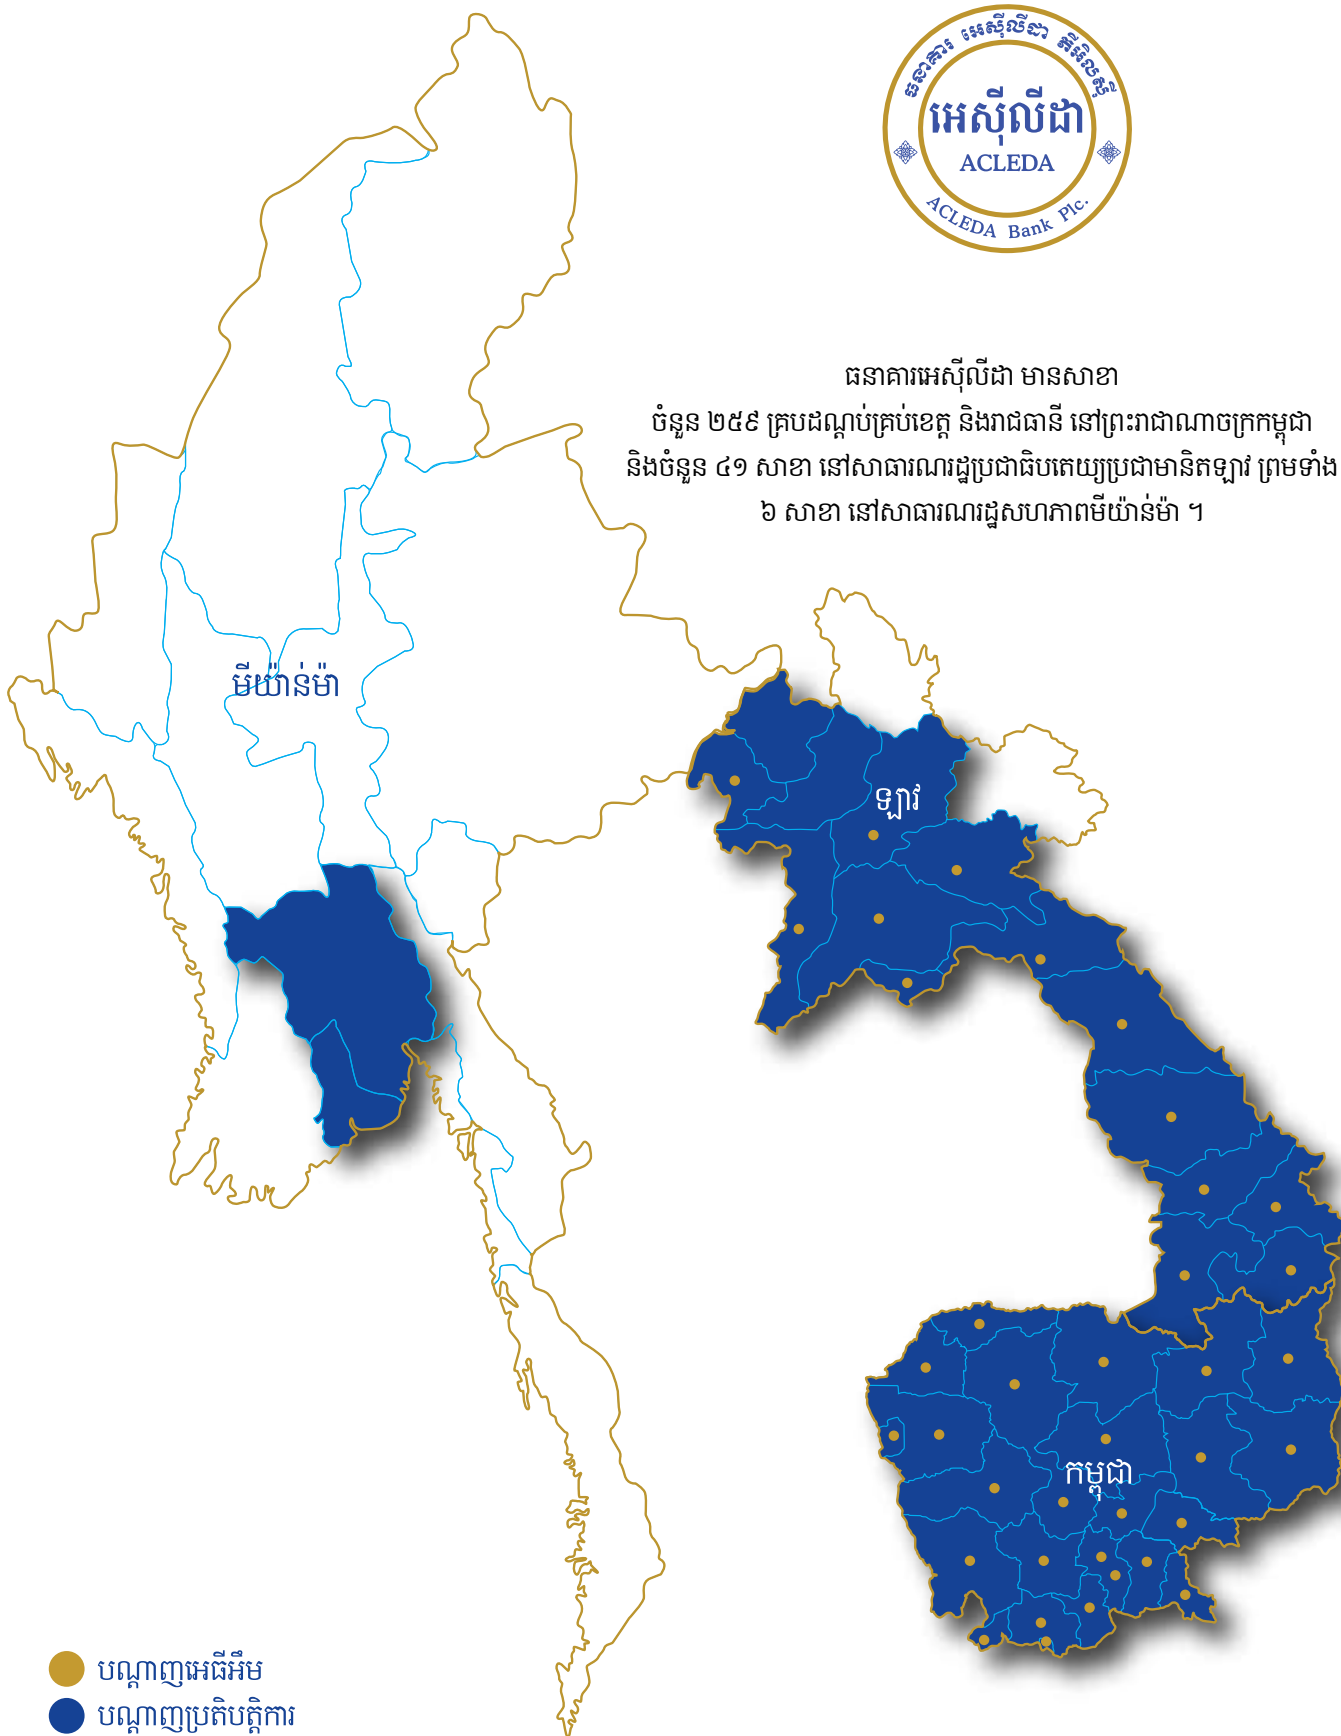 ធនាគារ អេស៊ីលីដា ភីអិលស៊ី
អេស៊ីលីដា
ACLEDA
ACLEDA Bank Plc.
ធនាគារអេស៊ីលីដា មានសាខា
ចំនួន ២៥៩ គ្របដណ្ដប់គ្រប់ខេត្ត និងរាជធានី នៅព្រះរាជាណាចក្រកម្ពុជា
និងចំនួន ៤១ សាខា នៅសាធារណរដ្ឋប្រជាធិបតេយ្យប្រជាមានិតឡាវ ព្រមទាំង
៦ សាខា នៅសាធារណរដ្ឋសហភាពមីយ៉ាន់ម៉ា ។
មីយ៉ាន់ម៉ា
ឡាវ
កម្ពុជា
បណ្ដាញអេធីអឹម
បណ្ដាញប្រតិបត្តិការ